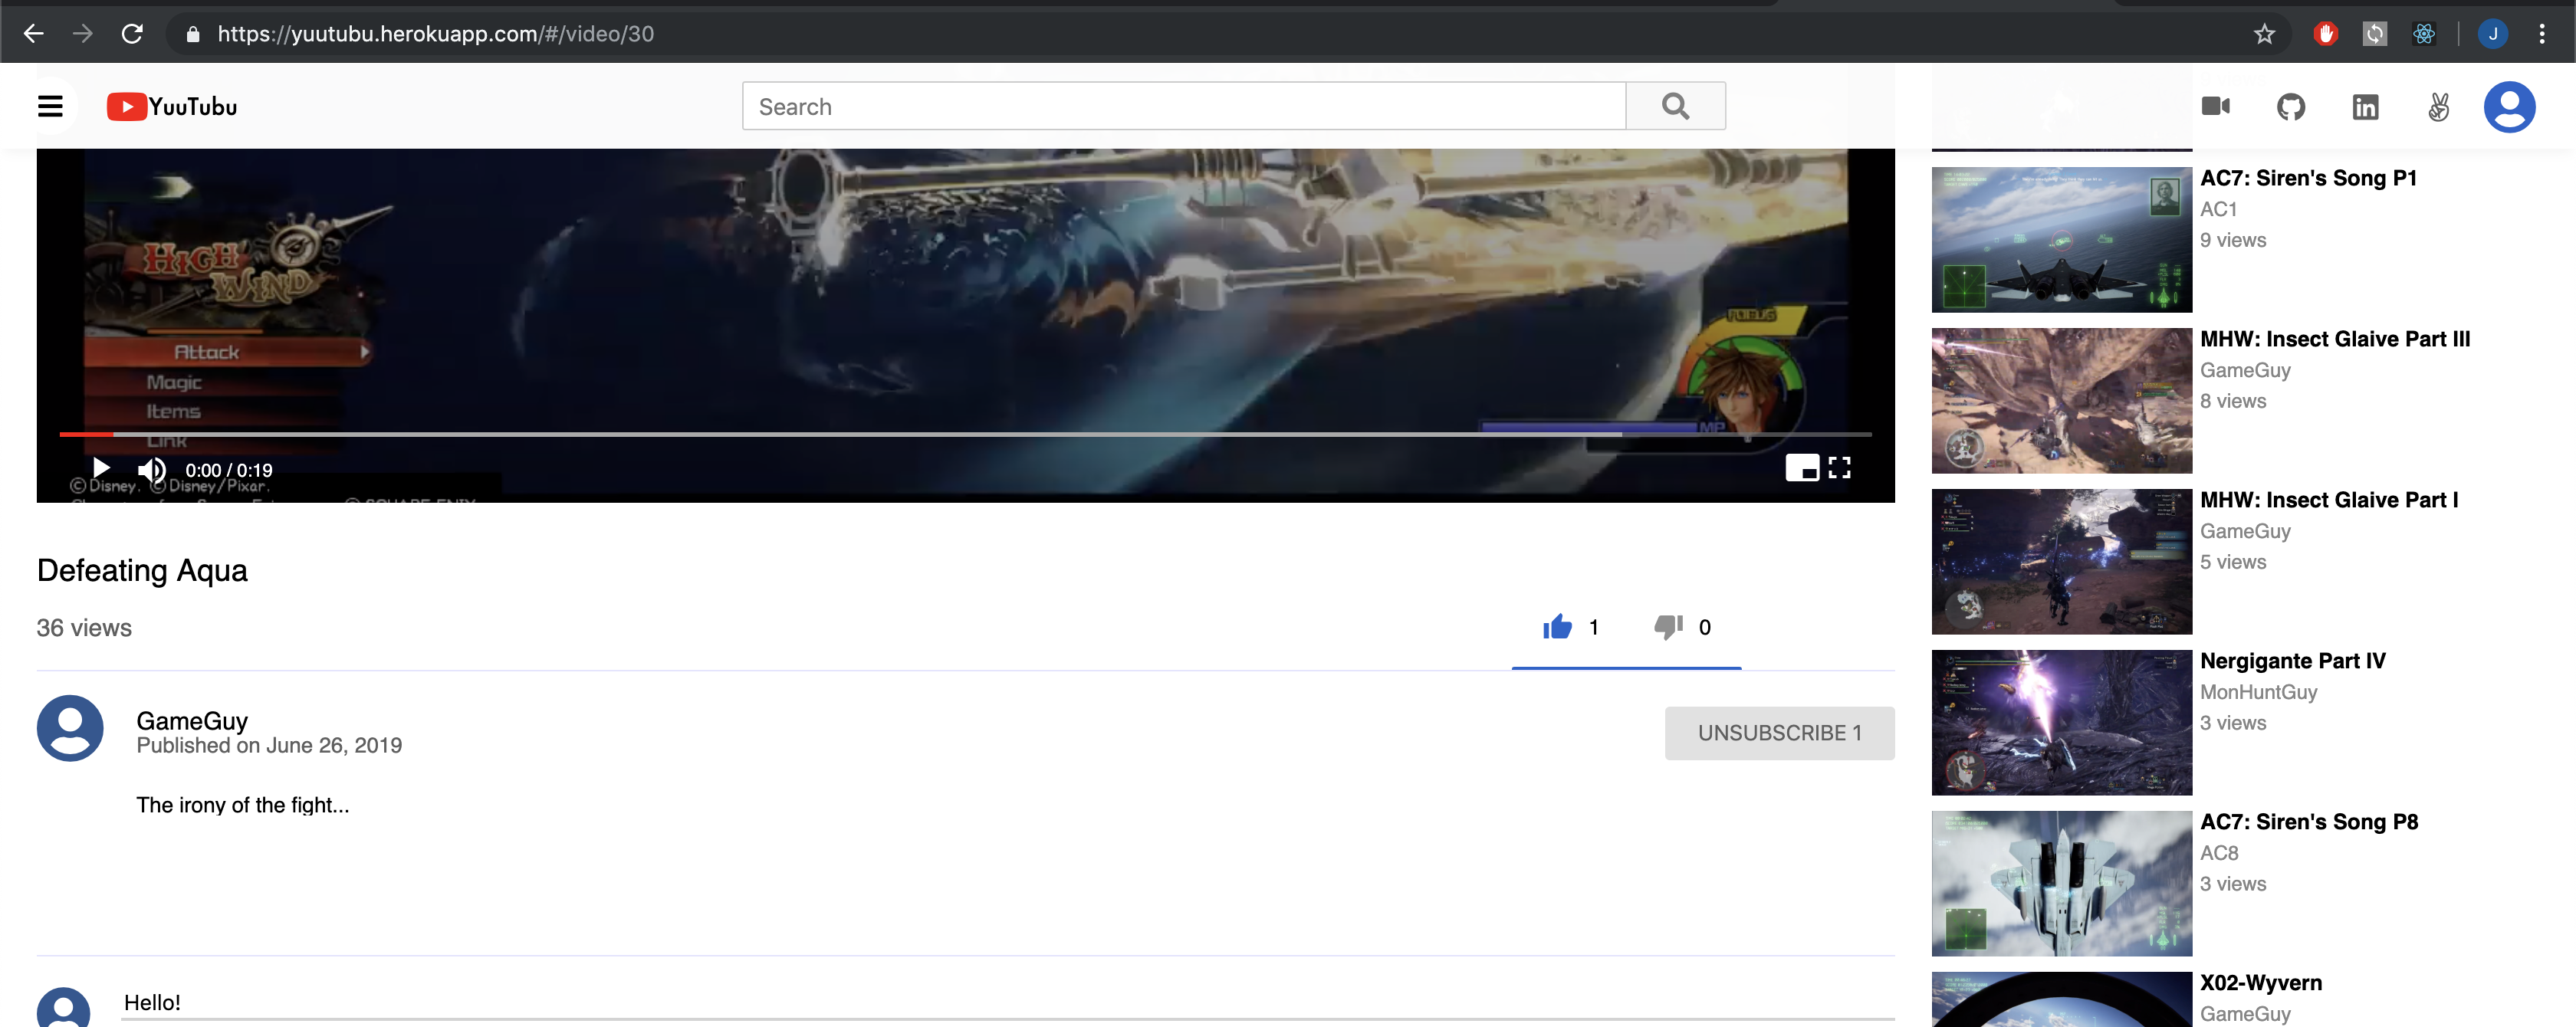 https://yuutubu.herokuapp.com/#/video/30
J
YuuTubu
Search
in
HIGH WIND
Attack
Magic
Items
Link
FOCUS
MP
0:00 / 0:19
©Disney. ©Disney/Pixar.
© SQUARE ENIX
Defeating Aqua
36 views
1
0
GameGuy
Published on June 26, 2019
UNSUBSCRIBE 1
The irony of the fight...
Hello!
AC7: Siren's Song P1
AC1
9 views
MHW: Insect Glaive Part III
GameGuy
8 views
MHW: Insect Glaive Part I
GameGuy
5 views
Nergigante Part IV
MonHuntGuy
3 views
AC7: Siren's Song P8
AC8
3 views
X02-Wyvern
GameGuy